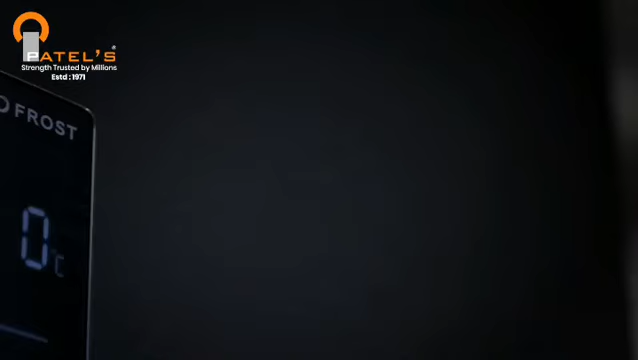 PATEL'S
®
Strength Trusted by Millions
Estd : 1971
FROST
0°C